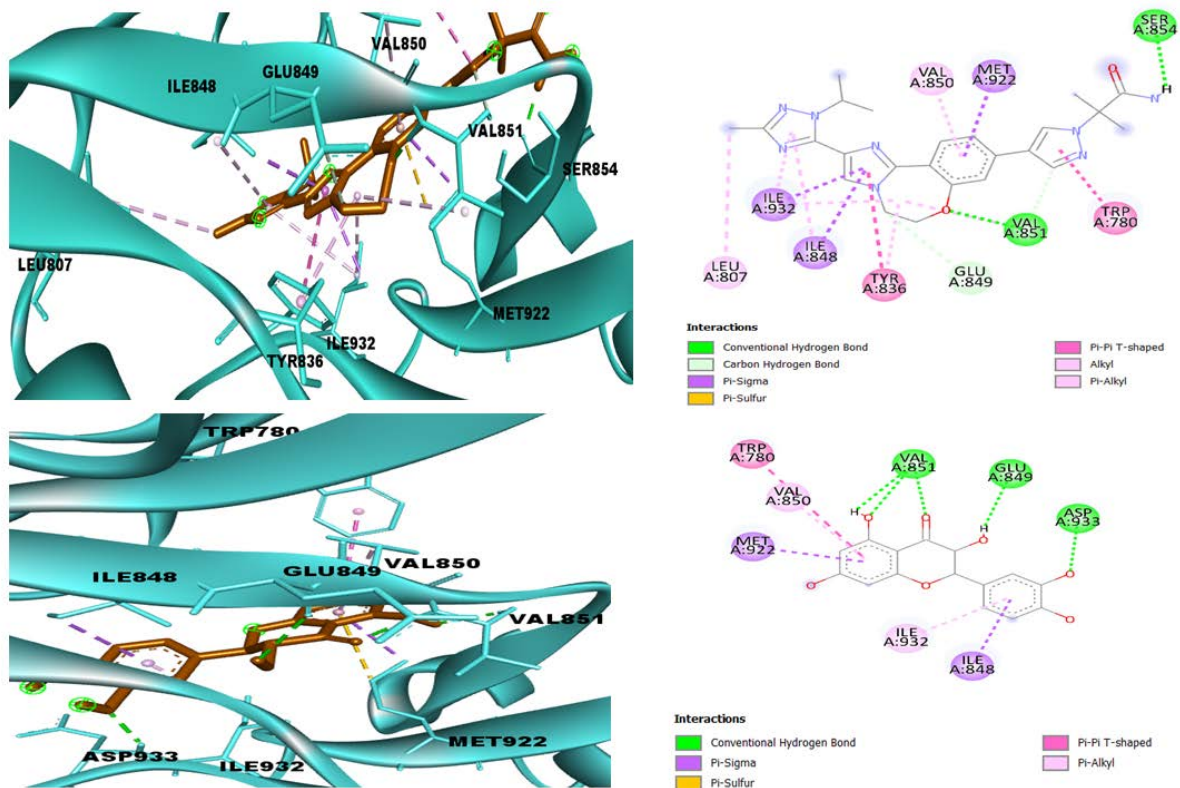 VAL850
GLU849
ILE848
VAL851
SER854
LEU807
MET922
ILE932
TYR836
SER
A:854
VAL
A:850
MET
A:922
O
N
H
N
N
N
N
N
N
N
N
O
ILE
A:932
ILE
A:848
VAL
A:851
TRP
A:780
LEU
A:807
TYR
A:836
GLU
A:849
Interactions
Conventional Hydrogen Bond
Carbon Hydrogen Bond
Pi-Sigma
Pi-Sulfur
Pi-Pi T-shaped
Alkyl
Pi-Alkyl
TRP780
ILE848
GLU849
VAL850
VAL851
ASP933
ILE932
MET922
TRP
A:780
VAL
A:851
GLU
A:849
VAL
A:850
ASP
A:933
MET
A:922
H
O
O
H
O
O
O
O
O
ILE
A:932
ILE
A:848
Interactions
Conventional Hydrogen Bond
Pi-Sigma
Pi-Sulfur
Pi-Pi T-shaped
Pi-Alkyl